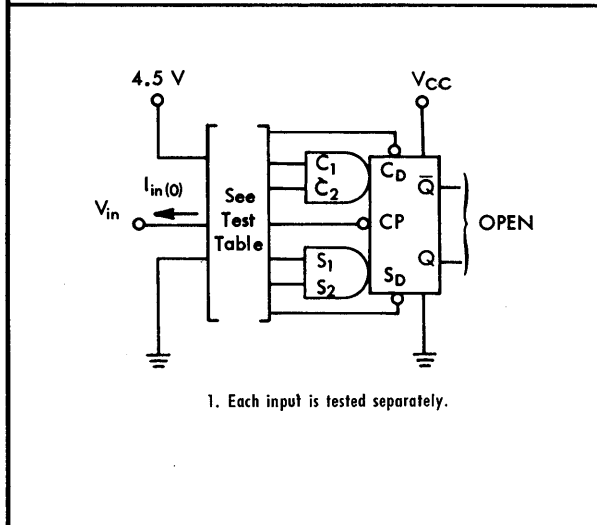 4.5 V
VCC
Iin(0)
Vin
See
Test
Table
C1
C2
S1
S2
CD
CP
SD
Q̅
Q
OPEN
1. Each input is tested separately.